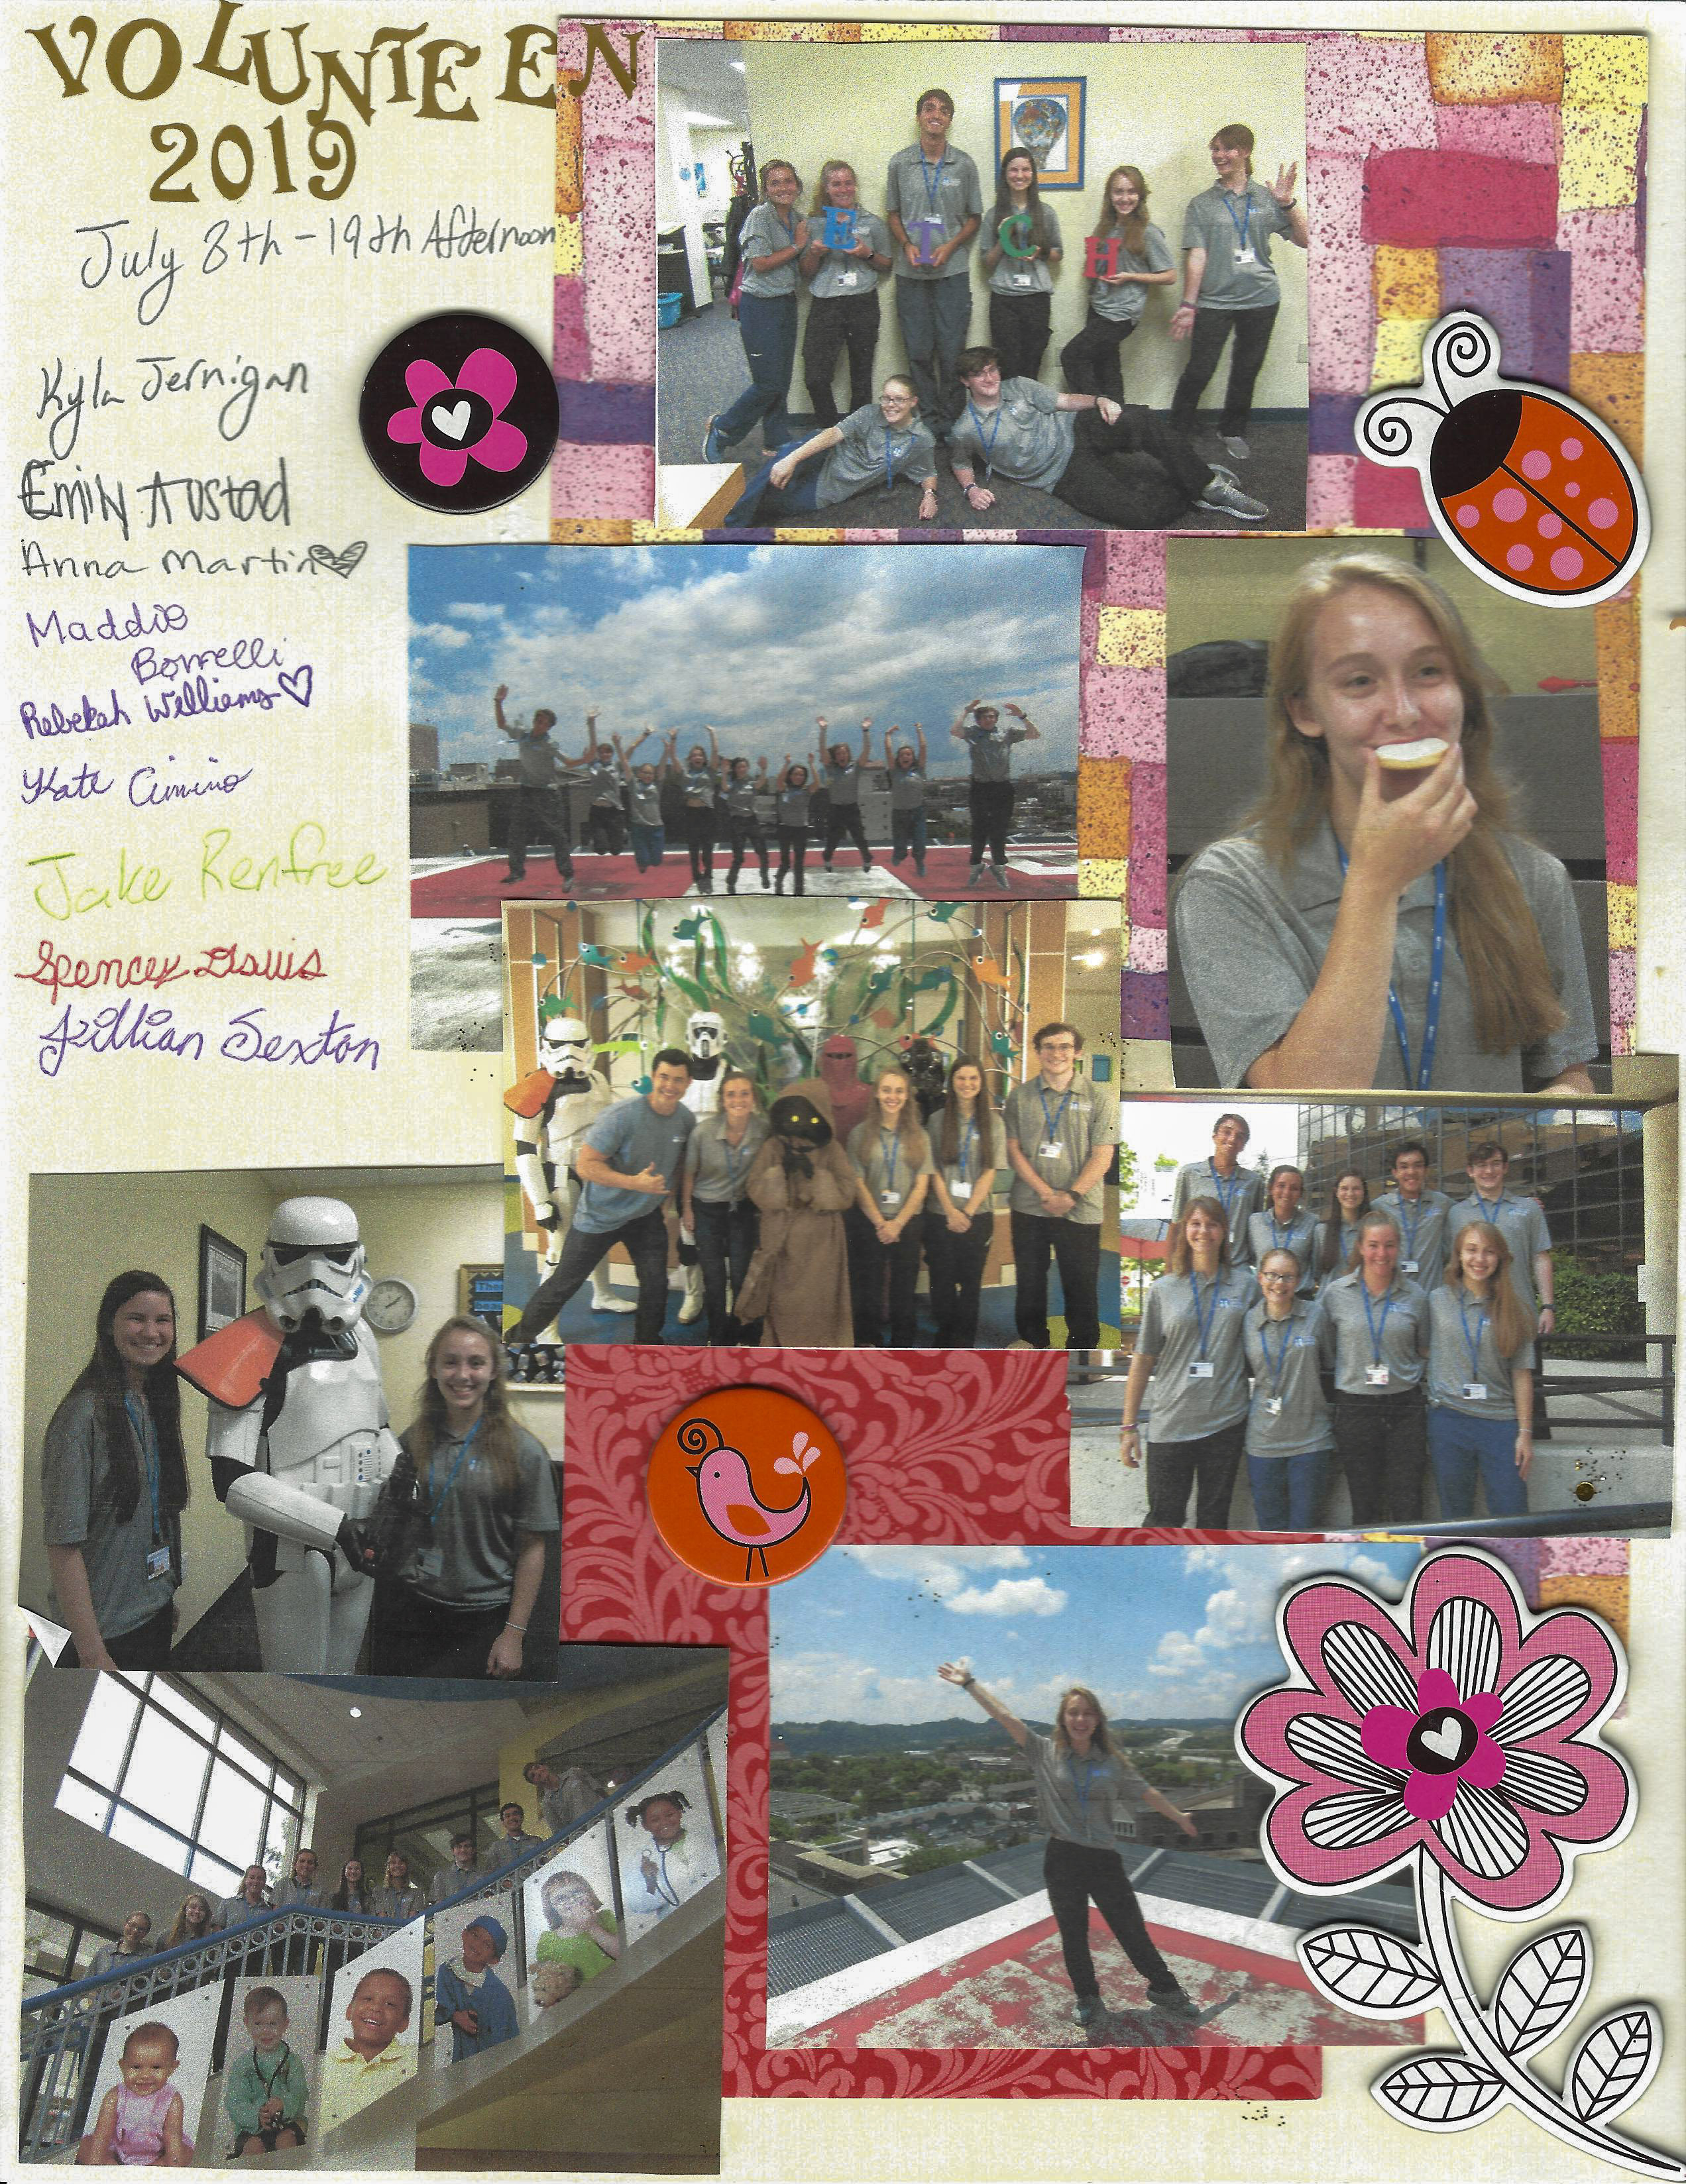 VOLUNTEEN
2019
July 8th - 19th Afternoon
Kyla Jernigan
Emily Austad
Anna Martin
Maddie
Borrelli
Rebekah Williams
Kate Cimino
Jake Renfree
Spencer Davis
Jillian Sexton
E T C H